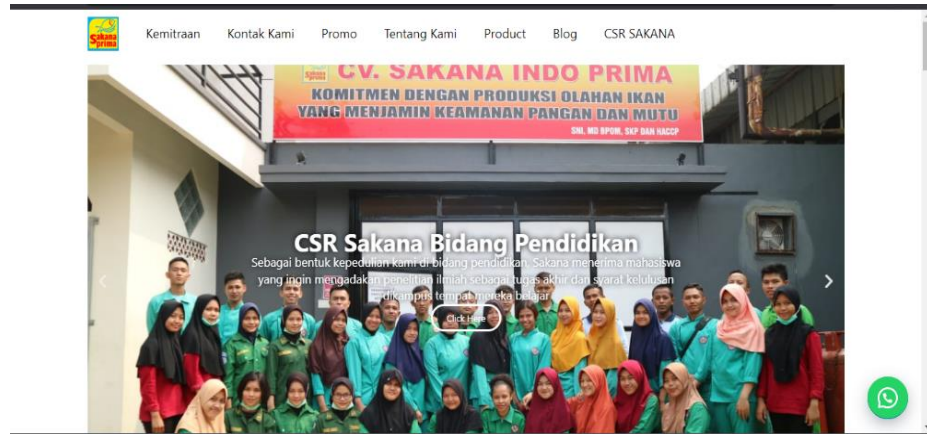 Sakana
prima
Kemitraan Kontak Kami Promo Tentang Kami Product Blog CSR SAKANA
CV. SAKANA INDO PRIMA
KOMITMEN DENGAN PRODUKSI OLAHAN IKAN
YANG MENJAMIN KEAMANAN PANGAN DAN MUTU
SNI, MD BPOM, SKP DAN HACCP
CSR Sakana Bidang Pendidikan
Sebagai bentuk kepedulian kami di bidang pendidikan. Sakana menerima mahasiswa
yang ingin mengadakan penelitian ilmiah sebagai tugas akhir dan syarat kelulusan
dikampus tempat mereka belajar
Click Here